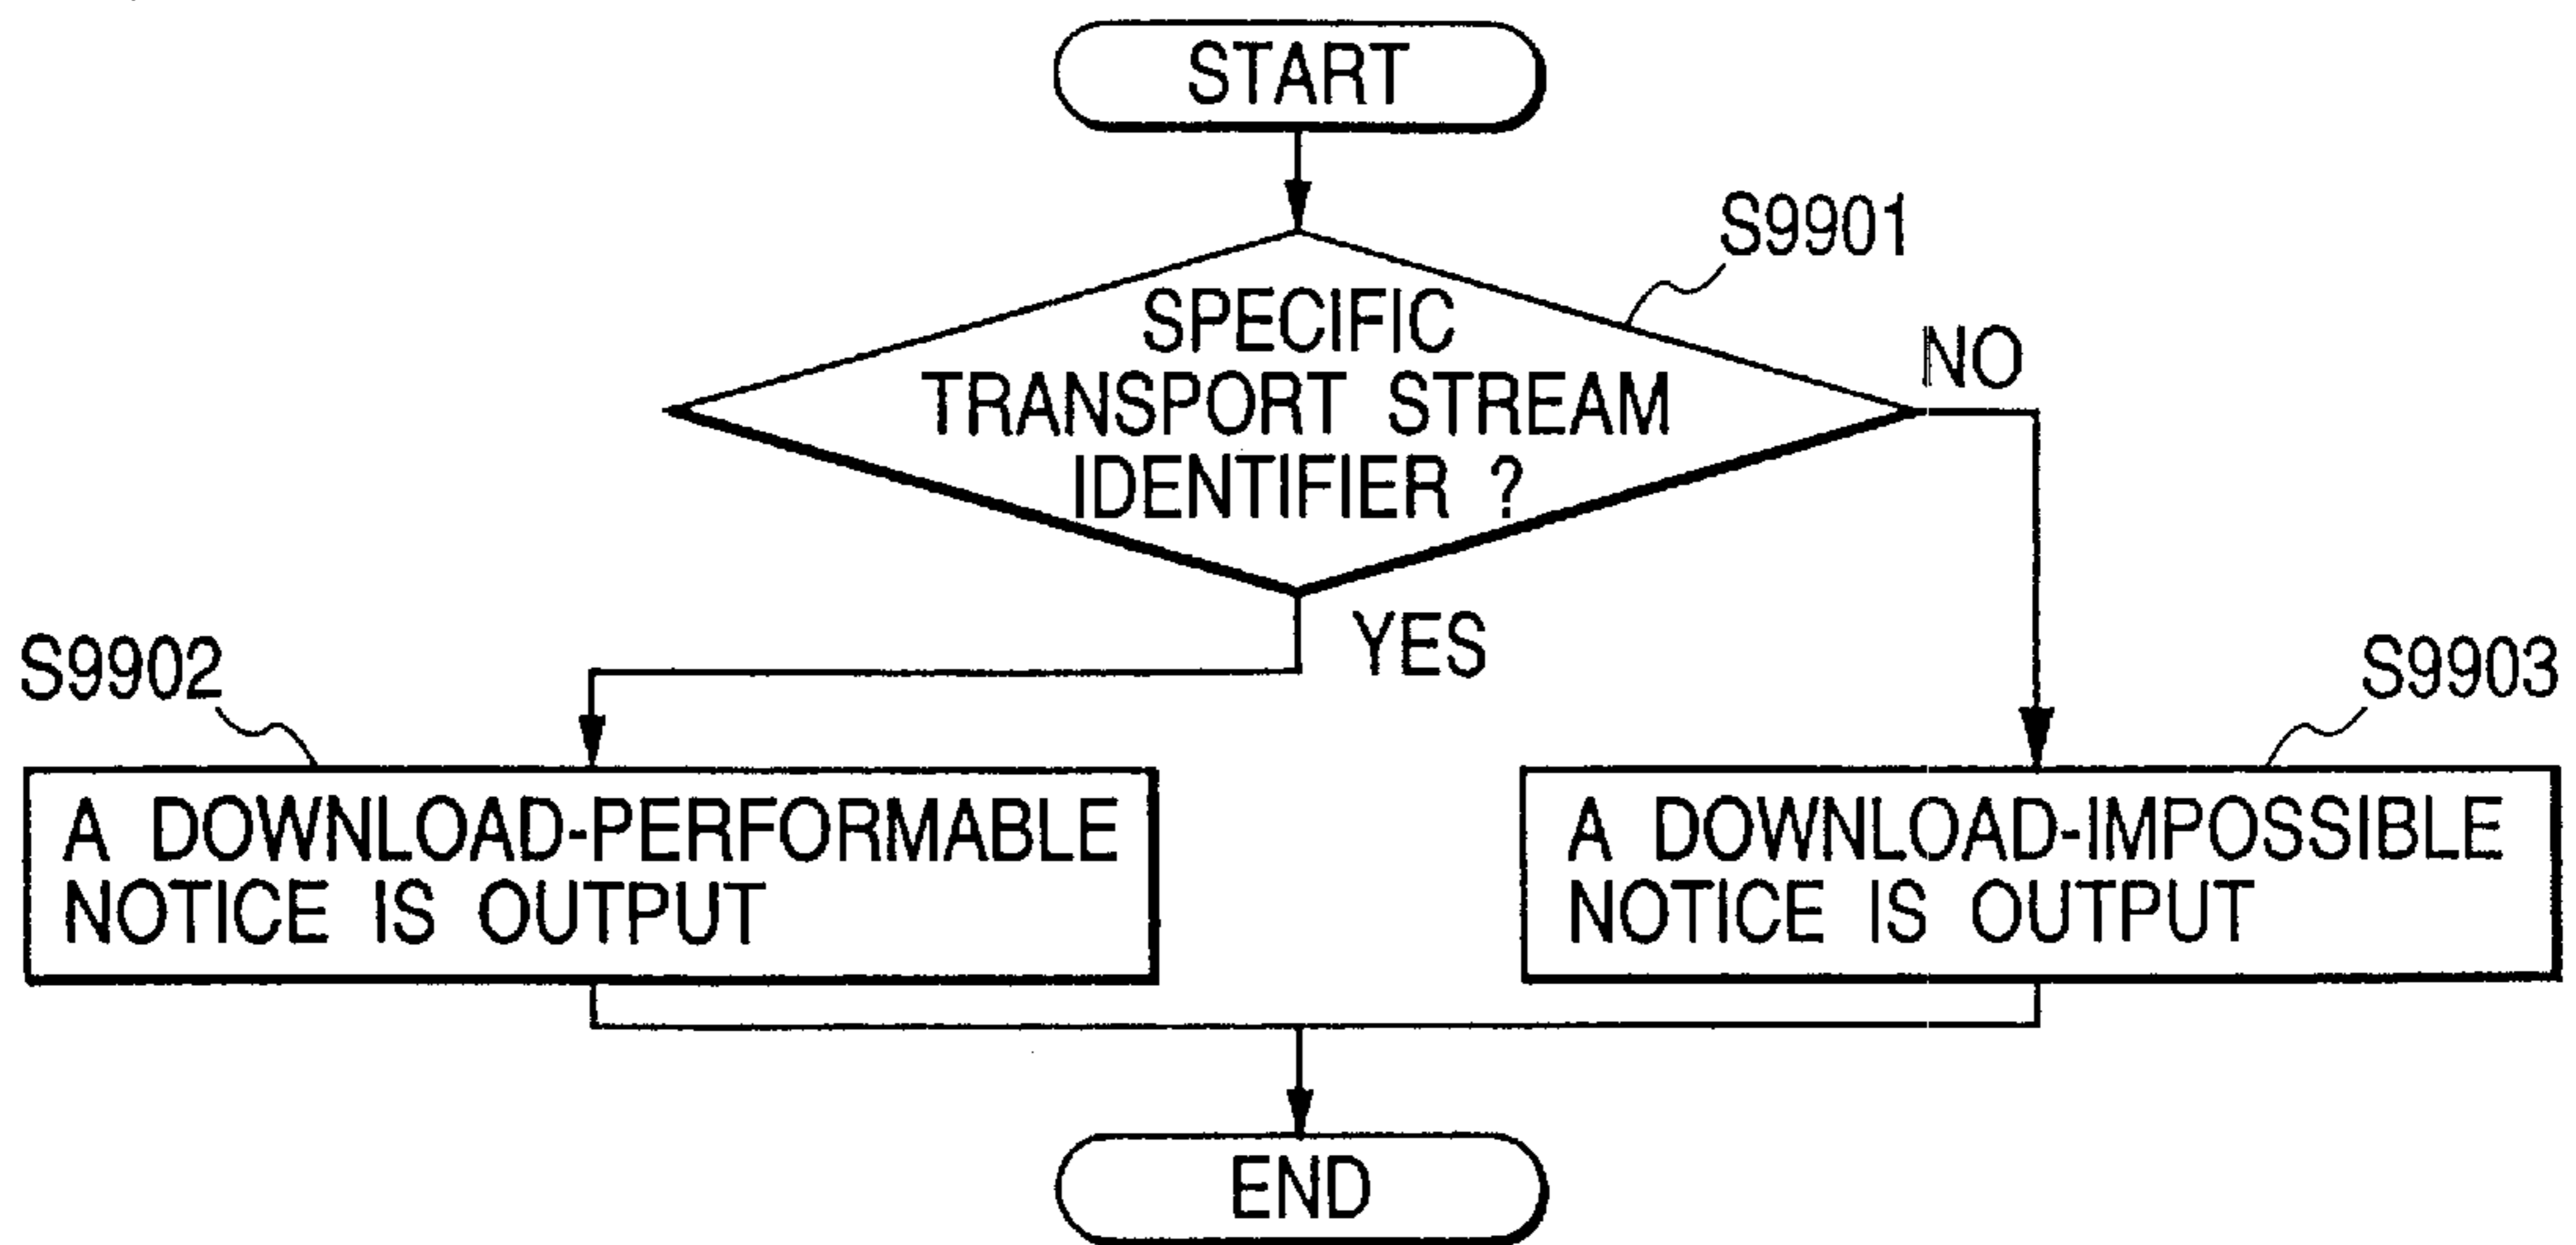 START
S9901
SPECIFIC
TRANSPORT STREAM
IDENTIFIER ?
NO
YES
S9902
S9903
A DOWNLOAD-PERFORMABLE
NOTICE IS OUTPUT
A DOWNLOAD-IMPOSSIBLE
NOTICE IS OUTPUT
END